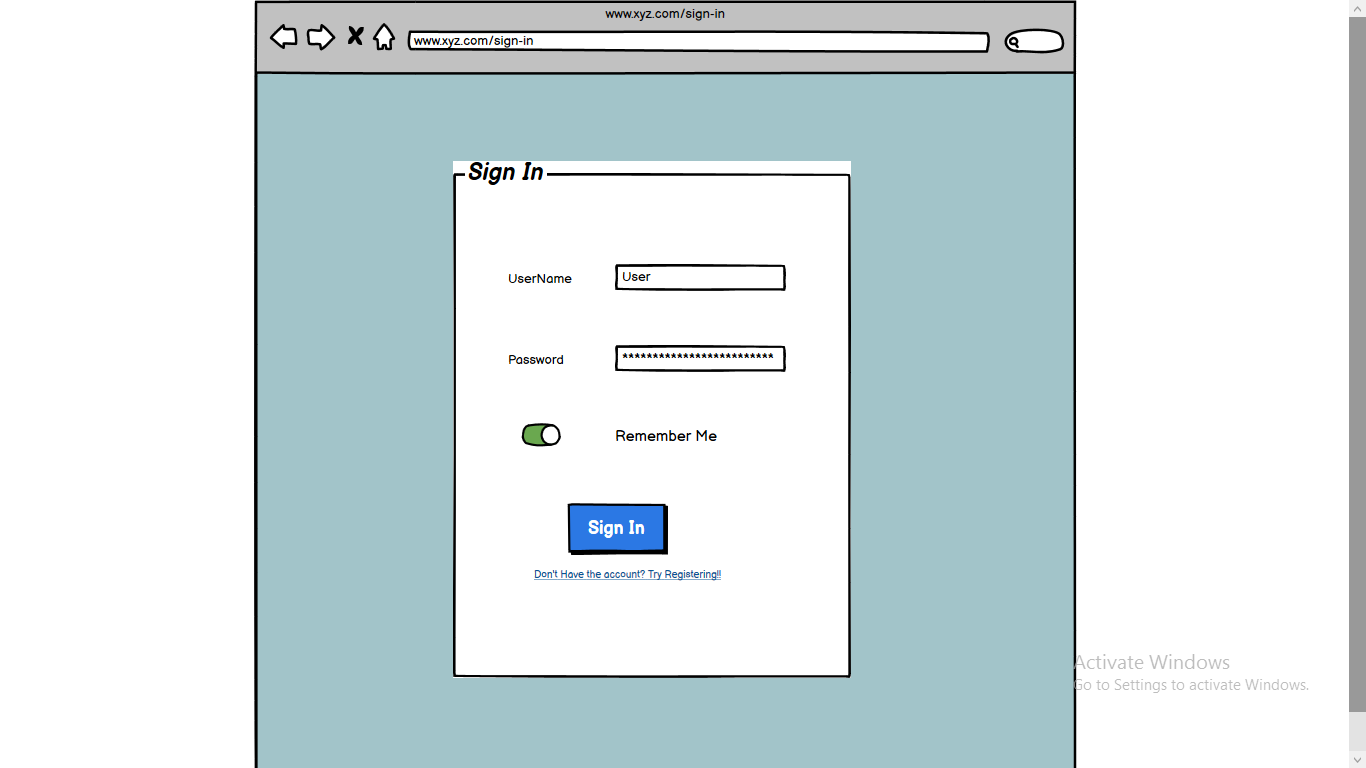 www.xyz.com/sign-in
www.xyz.com/sign-in
Sign In
UserName
User
Password
*************************
Remember Me
Sign In
Don't Have the account? Try Registering!!
Activate Windows
Go to Settings to activate Windows.